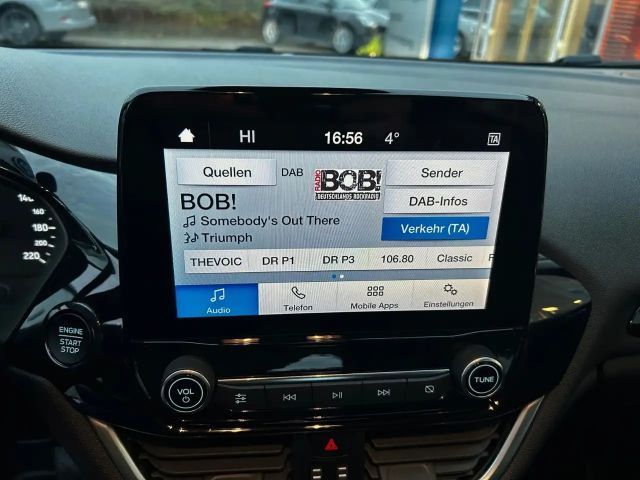 HI 16:56 4° TA
Quellen DAB RADIO BOB! Sender
DEUTSCHLANDS ROCKRADIO
BOB! DAB-Infos
Somebody's Out There
Triumph Verkehr (TA)
THEVOIC DR P1 DR P3 106.80 Classic
Audio Telefon Mobile Apps Einstellungen
140
160
180
200
220
ENGINE
START
STOP
VOL
TUNE